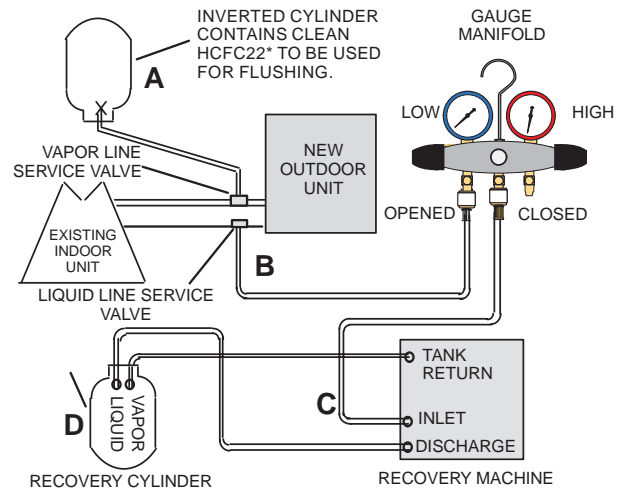 INVERTED CYLINDER
CONTAINS CLEAN
HCFC22* TO BE USED
FOR FLUSHING.
A
GAUGE
MANIFOLD
LOW
HIGH
VAPOR LINE
SERVICE VALVE
NEW
OUTDOOR
UNIT
OPENED
CLOSED
EXISTING
INDOOR
UNIT
B
LIQUID LINE SERVICE
VALVE
TANK
RETURN
C
INLET
DISCHARGE
D
LIQUID
VAPOR
RECOVERY CYLINDER
RECOVERY MACHINE